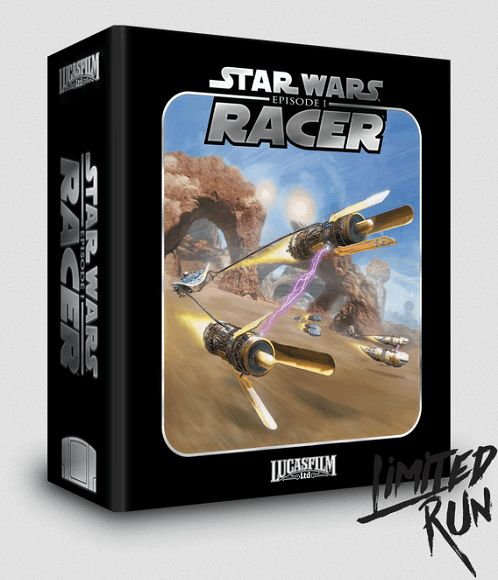 LUCASFILM
Ltd
STAR WARS
EPISODE I
RACER
STAR WARS
EPISODE I
RACER
LUCASFILM
Ltd
LIMITED
RUN